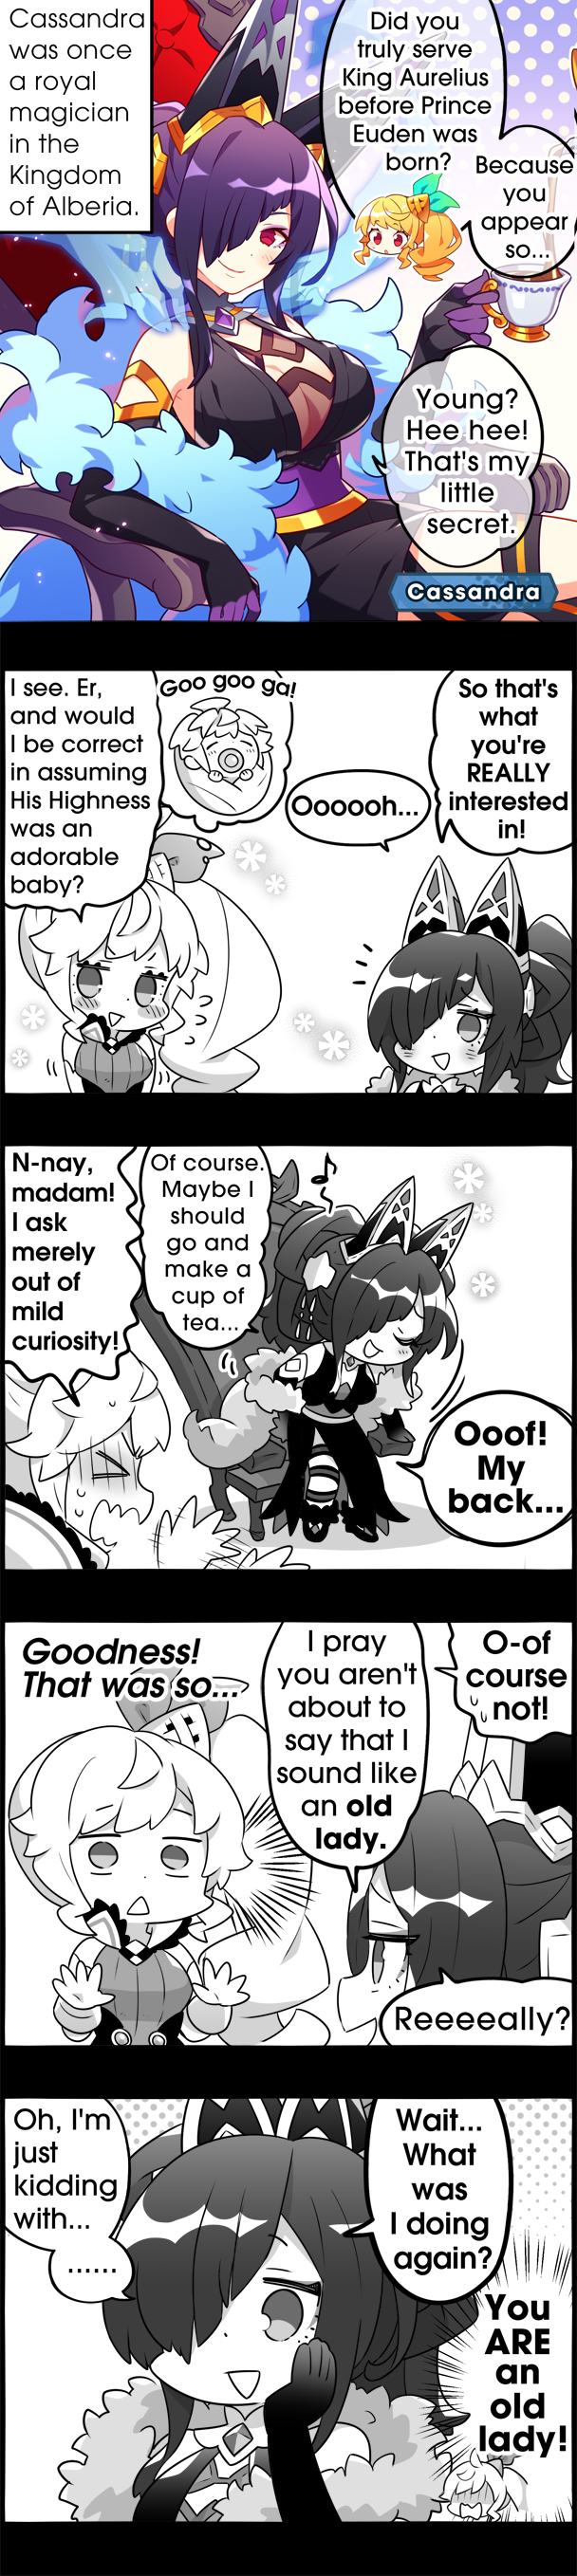 Cassandra
was once
a royal
magician
in the
Kingdom
of Alberia.
Did you
truly serve
King Aurelius
before Prince
Euden was
born?
Because
you
appear
so...
Young?
Hee hee!
That's my
little
secret.
Cassandra
I see. Er,
and would
I be correct
in assuming
His Highness
was an
adorable
baby?
Goo goo ga!
Oooooh...
So that's
what
you're
REALLY
interested
in!
N-nay,
madam!
I ask
merely
out of
mild
curiosity!
Of course.
Maybe I
should
go and
make a
cup of
tea...
Ooof!
My
back...
Goodness!
That was so...
I pray
you aren't
about to
say that I
sound like
an old
lady.
O-of
course
not!
Reeeeally?
Oh, I'm
just
kidding
with...
......
Wait...
What
was
I doing
again?
You
ARE
an
old
lady!